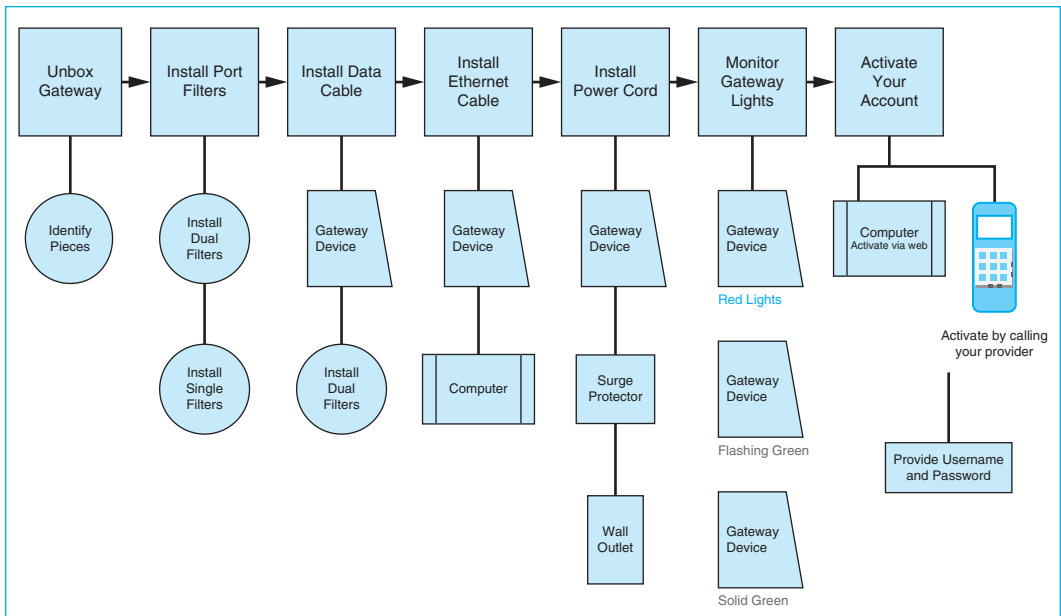 Unbox
Gateway
Install Port
Filters
Install Data
Cable
Install
Ethernet
Cable
Install
Power Cord
Monitor
Gateway
Lights
Activate
Your
Account
Identify
Pieces
Install
Dual
Filters
Install
Single
Filters
Gateway
Device
Install
Dual
Filters
Gateway
Device
Computer
Gateway
Device
Surge
Protector
Wall
Outlet
Gateway
Device
Red Lights
Gateway
Device
Flashing Green
Gateway
Device
Solid Green
Computer
Activate via web
Activate by calling
your provider
Provide Username
and Password